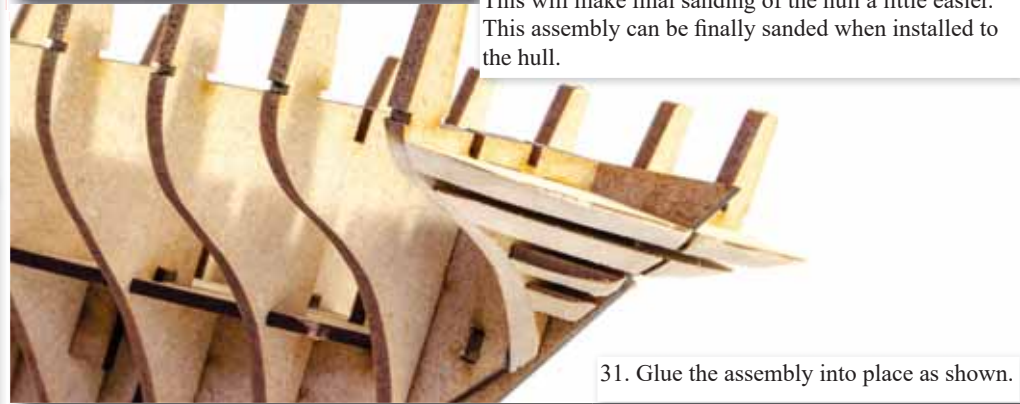 This will make final sanding of the hull a little easier.
This assembly can be finally sanded when installed to
the hull.
31. Glue the assembly into place as shown.